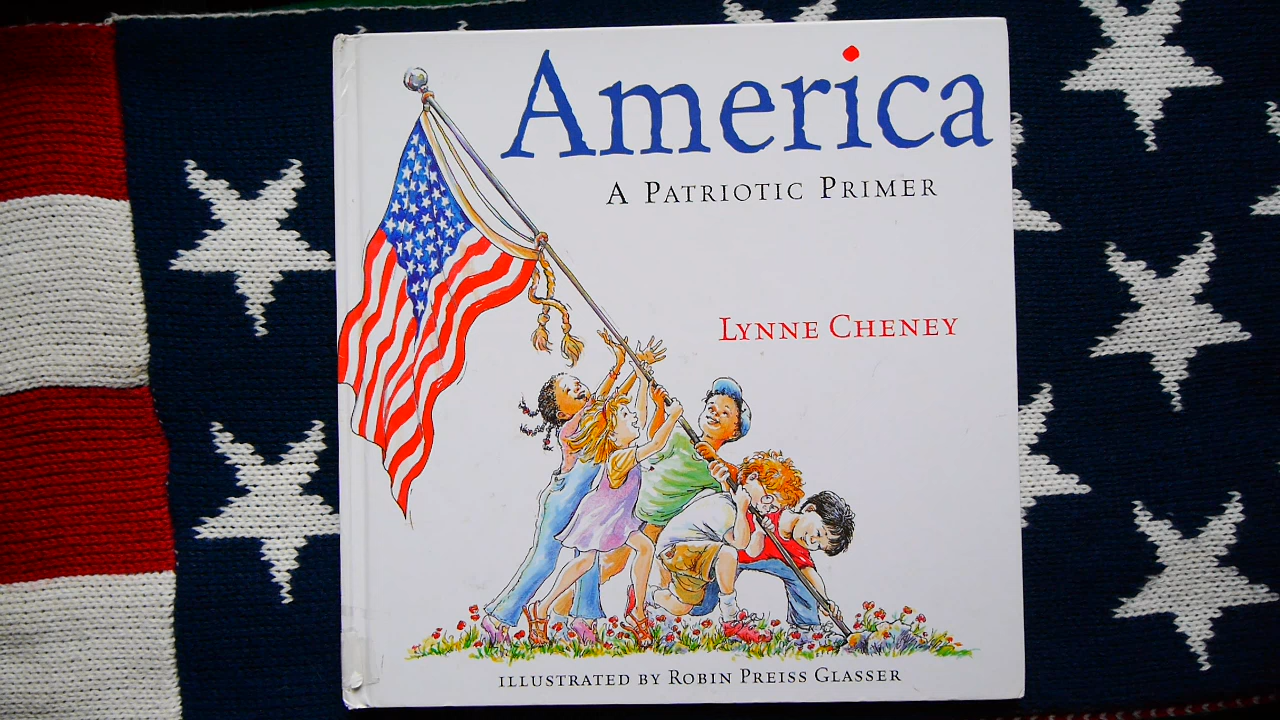 America
A PATRIOTIC PRIMER
LYNNE CHENEY
ILLUSTRATED BY ROBIN PREISS GLASSER